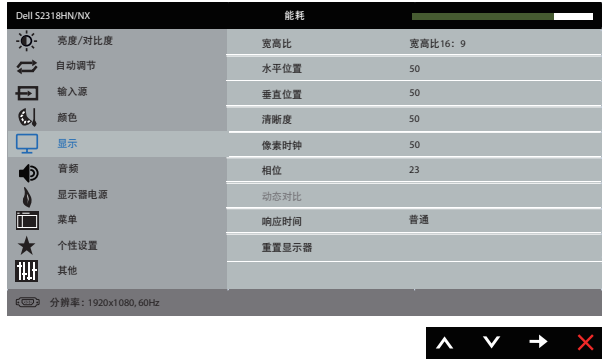 Dell S2318HN/NX 能耗
亮度/对比度
自动调节
输入源
颜色
显示
音频
显示器电源
菜单
个性设置
其他
宽高比 宽高比16：9
水平位置 50
垂直位置 50
清晰度 50
像素时钟 50
相位 23
动态对比
响应时间 普通
重置显示器
分辨率：1920x1080, 60Hz